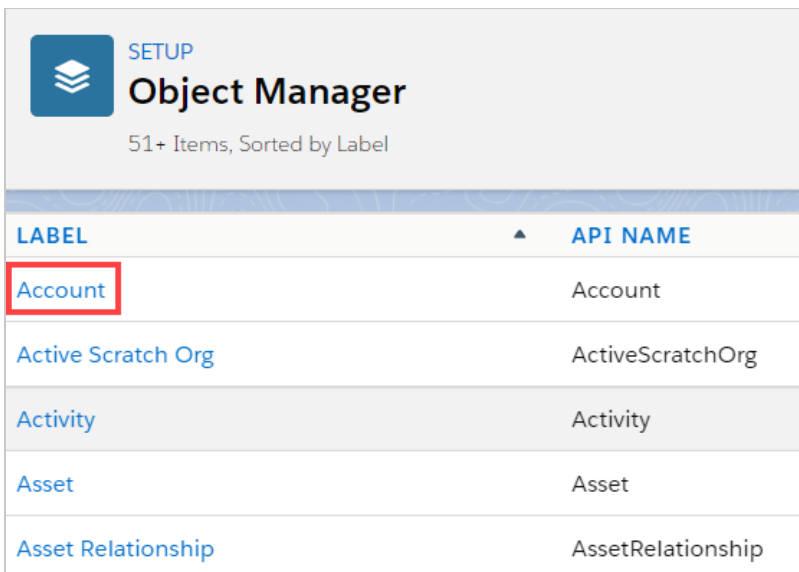 SETUP
Object Manager
51+ Items, Sorted by Label
LABEL API NAME
Account Account
Active Scratch Org ActiveScratchOrg
Activity Activity
Asset Asset
Asset Relationship AssetRelationship